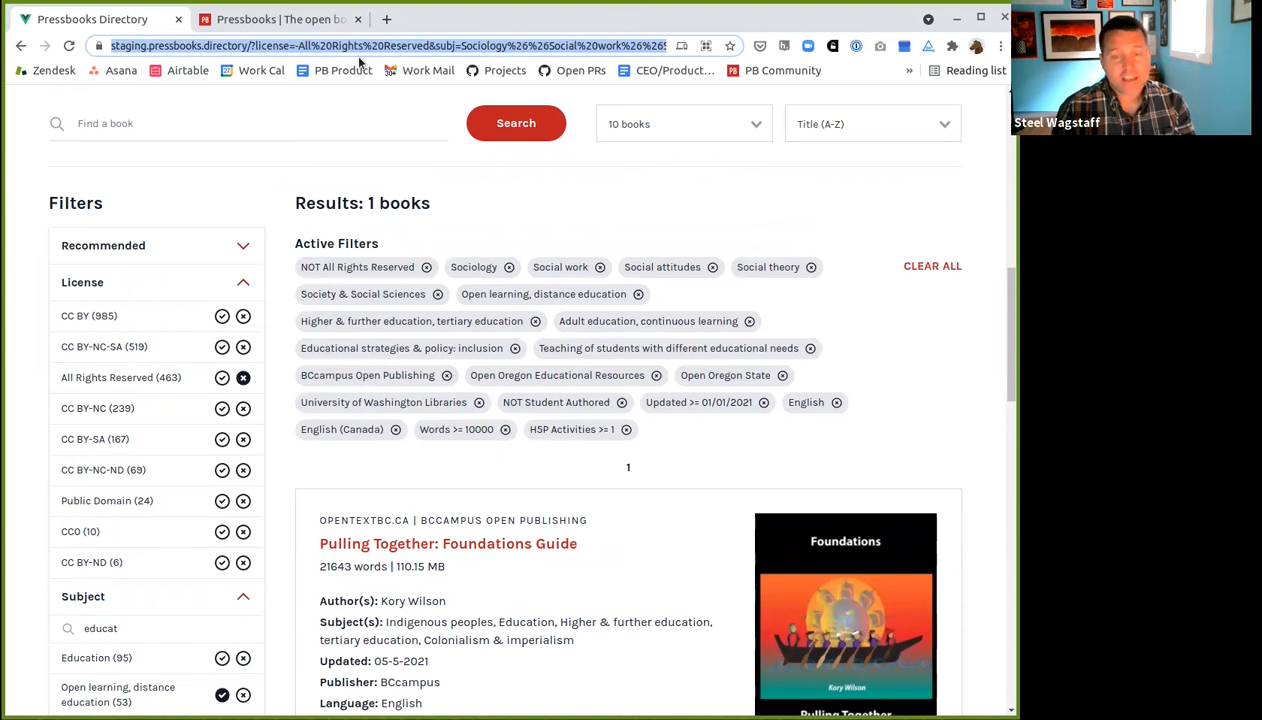 Pressbooks Directory
Pressbooks | The open bo
staging.pressbooks.directory/?license=-All%20Rights%20Reserved&subj=Sociology%26%26Social%20work%26%26S
Zendesk Asana Airtable Work Cal PB Product Work Mail Projects Open PRs CEO/Product… PB Community » Reading list
Steel Wagstaff
Find a book
Search
10 books
Title (A-Z)
Filters
Recommended
License
CC BY (985)
CC BY-NC-SA (519)
All Rights Reserved (463)
CC BY-NC (239)
CC BY-SA (167)
CC BY-NC-ND (69)
Public Domain (24)
CC0 (10)
CC BY-ND (6)
Subject
educat
Education (95)
Open learning, distance
education (53)
Results: 1 books
Active Filters
CLEAR ALL
NOT All Rights Reserved Sociology Social work Social attitudes Social theory
Society & Social Sciences Open learning, distance education
Higher & further education, tertiary education Adult education, continuous learning
Educational strategies & policy: inclusion Teaching of students with different educational needs
BCcampus Open Publishing Open Oregon Educational Resources Open Oregon State
University of Washington Libraries NOT Student Authored Updated >= 01/01/2021 English
English (Canada) Words >= 10000 H5P Activities >= 1
1
OPENTEXTBC.CA | BCCAMPUS OPEN PUBLISHING
Pulling Together: Foundations Guide
21643 words | 110.15 MB
Author(s): Kory Wilson
Subject(s): Indigenous peoples, Education, Higher & further education,
tertiary education, Colonialism & imperialism
Updated: 05-5-2021
Publisher: BCcampus
Language: English
Foundations
Kory Wilson
Pulling Together